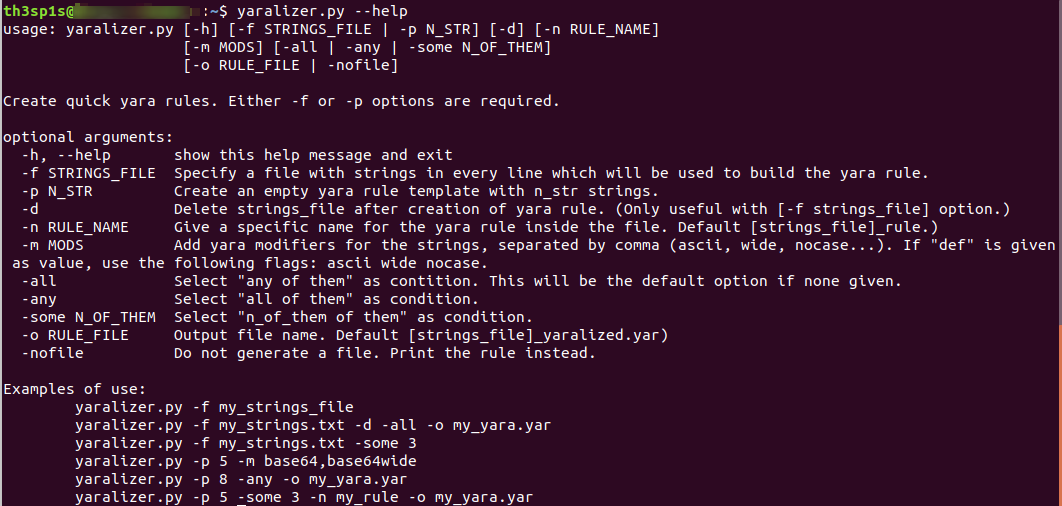 th3sp1s@ :~$ yaralizer.py --help
usage: yaralizer.py [-h] [-f STRINGS_FILE | -p N_STR] [-d] [-n RULE_NAME]
                    [-m MODS] [-all | -any | -some N_OF_THEM]
                    [-o RULE_FILE | -nofile]

Create quick yara rules. Either -f or -p options are required.

optional arguments:
  -h, --help       show this help message and exit
  -f STRINGS_FILE  Specify a file with strings in every line which will be used to build the yara rule.
  -p N_STR         Create an empty yara rule template with n_str strings.
  -d               Delete strings_file after creation of yara rule. (Only useful with [-f strings_file] option.)
  -n RULE_NAME     Give a specific name for the yara rule inside the file. Default [strings_file]_rule.)
  -m MODS          Add yara modifiers for the strings, separated by comma (ascii, wide, nocase...). If "def" is given
 as value, use the following flags: ascii wide nocase.
  -all             Select "any of them" as contition. This will be the default option if none given.
  -any             Select "all of them" as condition.
  -some N_OF_THEM  Select "n_of_them of them" as condition.
  -o RULE_FILE     Output file name. Default [strings_file]_yaralized.yar)
  -nofile          Do not generate a file. Print the rule instead.

Examples of use:
        yaralizer.py -f my_strings_file
        yaralizer.py -f my_strings.txt -d -all -o my_yara.yar
        yaralizer.py -f my_strings.txt -some 3
        yaralizer.py -p 5 -m base64,base64wide
        yaralizer.py -p 8 -any -o my_yara.yar
        yaralizer.py -p 5 -some 3 -n my_rule -o my_yara.yar